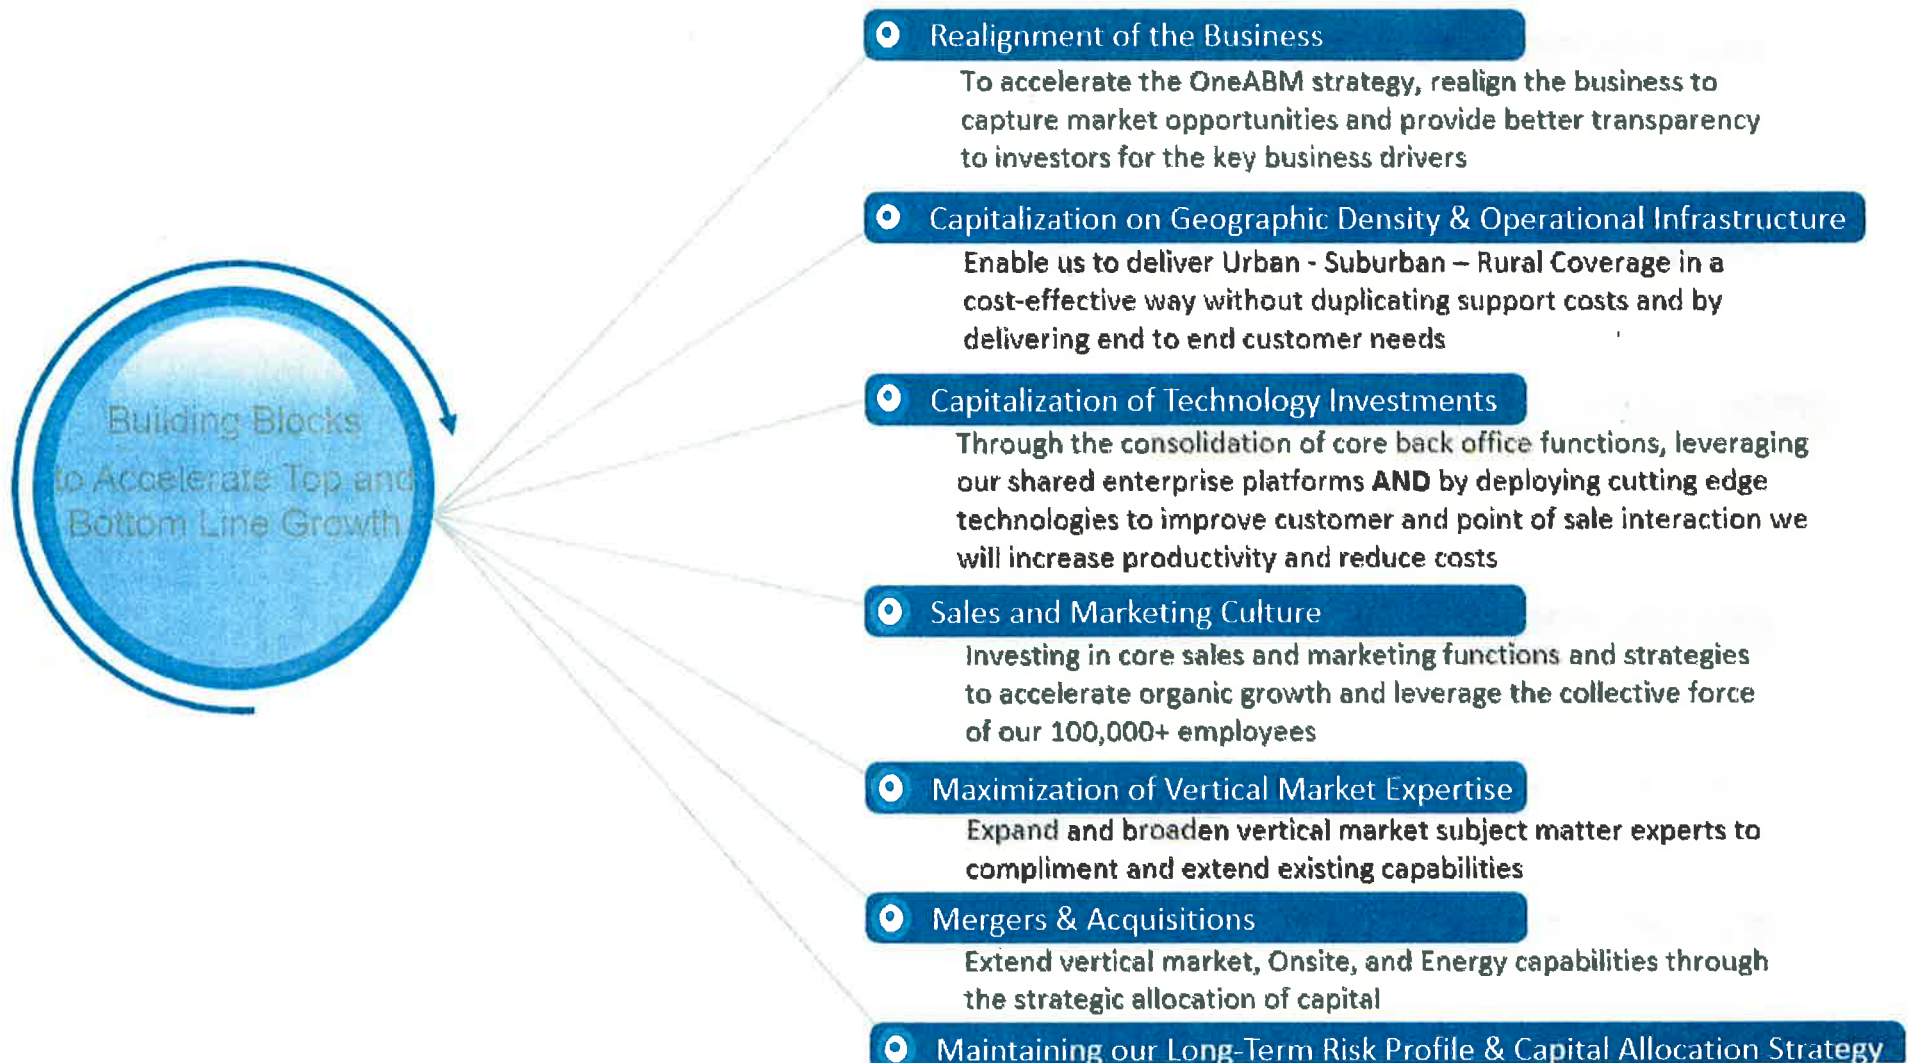 Building Blocks
to Accelerate Top and
Bottom Line Growth
Realignment of the Business
To accelerate the OneABM strategy, realign the business to
capture market opportunities and provide better transparency
to investors for the key business drivers
Capitalization on Geographic Density & Operational Infrastructure
Enable us to deliver Urban - Suburban – Rural Coverage in a
cost-effective way without duplicating support costs and by
delivering end to end customer needs
Capitalization of Technology Investments
Through the consolidation of core back office functions, leveraging
our shared enterprise platforms AND by deploying cutting edge
technologies to improve customer and point of sale interaction we
will increase productivity and reduce costs
Sales and Marketing Culture
Investing in core sales and marketing functions and strategies
to accelerate organic growth and leverage the collective force
of our 100,000+ employees
Maximization of Vertical Market Expertise
Expand and broaden vertical market subject matter experts to
compliment and extend existing capabilities
Mergers & Acquisitions
Extend vertical market, Onsite, and Energy capabilities through
the strategic allocation of capital
Maintaining our Long-Term Risk Profile & Capital Allocation Strategy